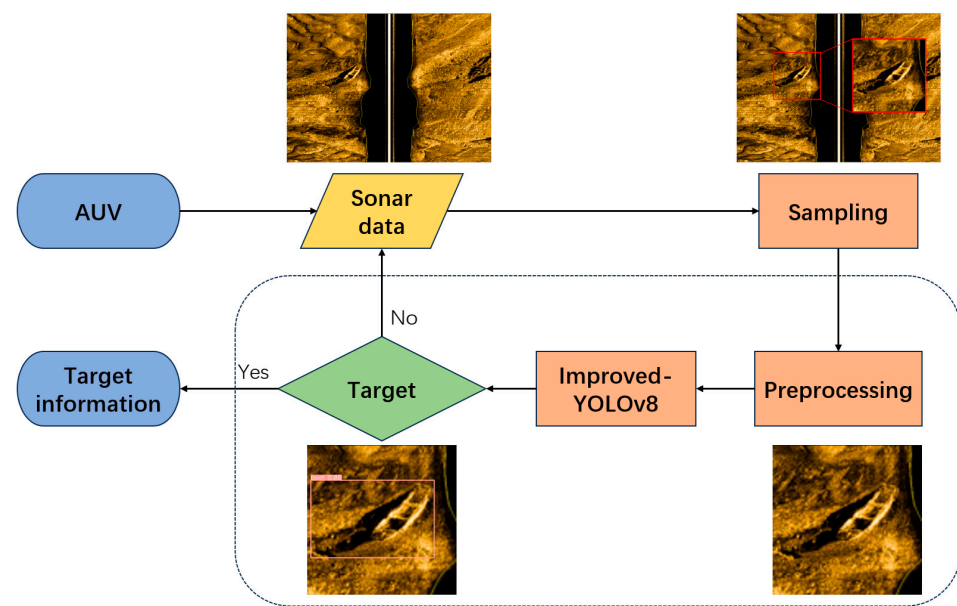 AUV
Sonar
data
Sampling
No
Yes
Target
information
Target
Improved-
YOLOv8
Preprocessing